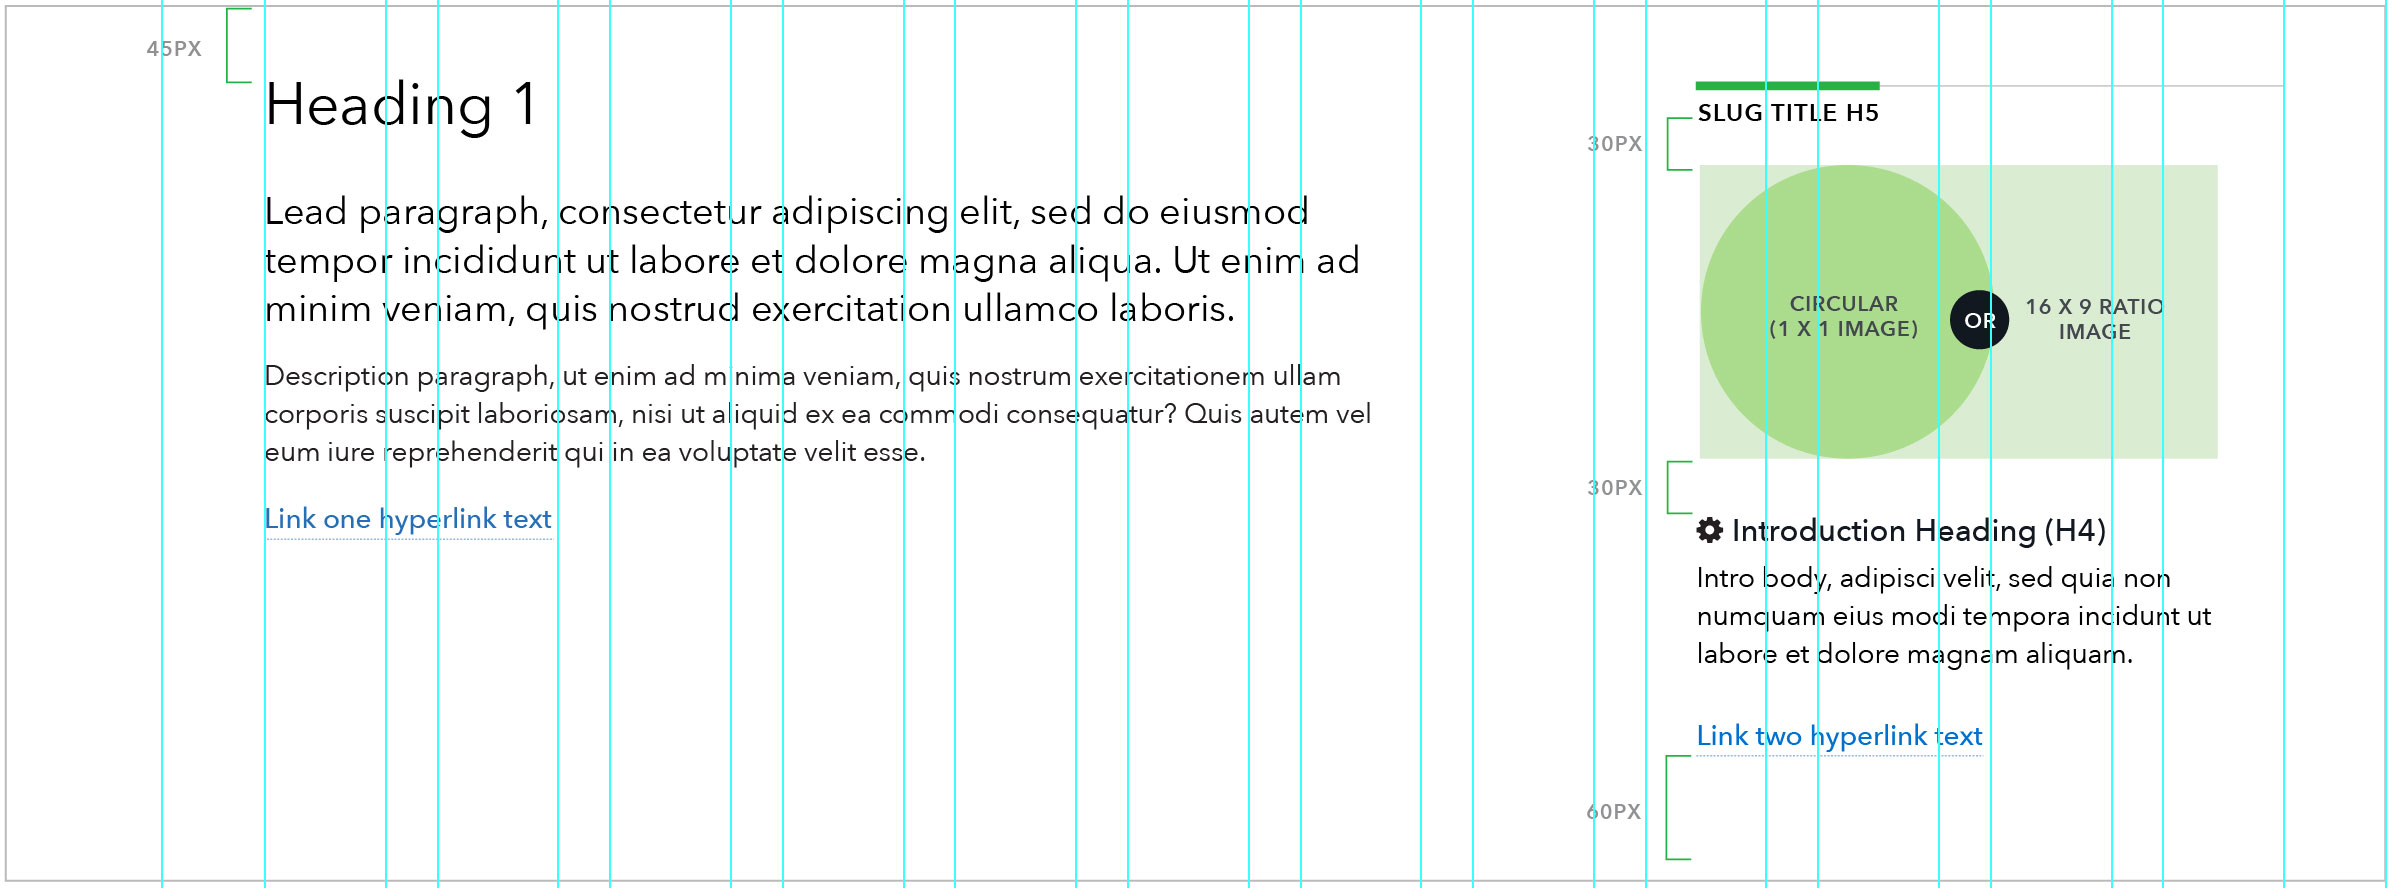 45PX
Heading 1
Lead paragraph, consectetur adipiscing elit, sed do eiusmod
tempor incididunt ut labore et dolore magna aliqua. Ut enim ad
minim veniam, quis nostrud exercitation ullamco laboris.
Description paragraph, ut enim ad minima veniam, quis nostrum exercitationem ullam
corporis suscipit laboriosam, nisi ut aliquid ex ea commodi consequatur? Quis autem vel
eum iure reprehenderit qui in ea voluptate velit esse.
Link one hyperlink text
SLUG TITLE H5
30PX
CIRCULAR
(1 X 1 IMAGE)
OR
16 X 9 RATIO
IMAGE
30PX
Introduction Heading (H4)
Intro body, adipisci velit, sed quia non
numquam eius modi tempora incidunt ut
labore et dolore magnam aliquam.
Link two hyperlink text
60PX